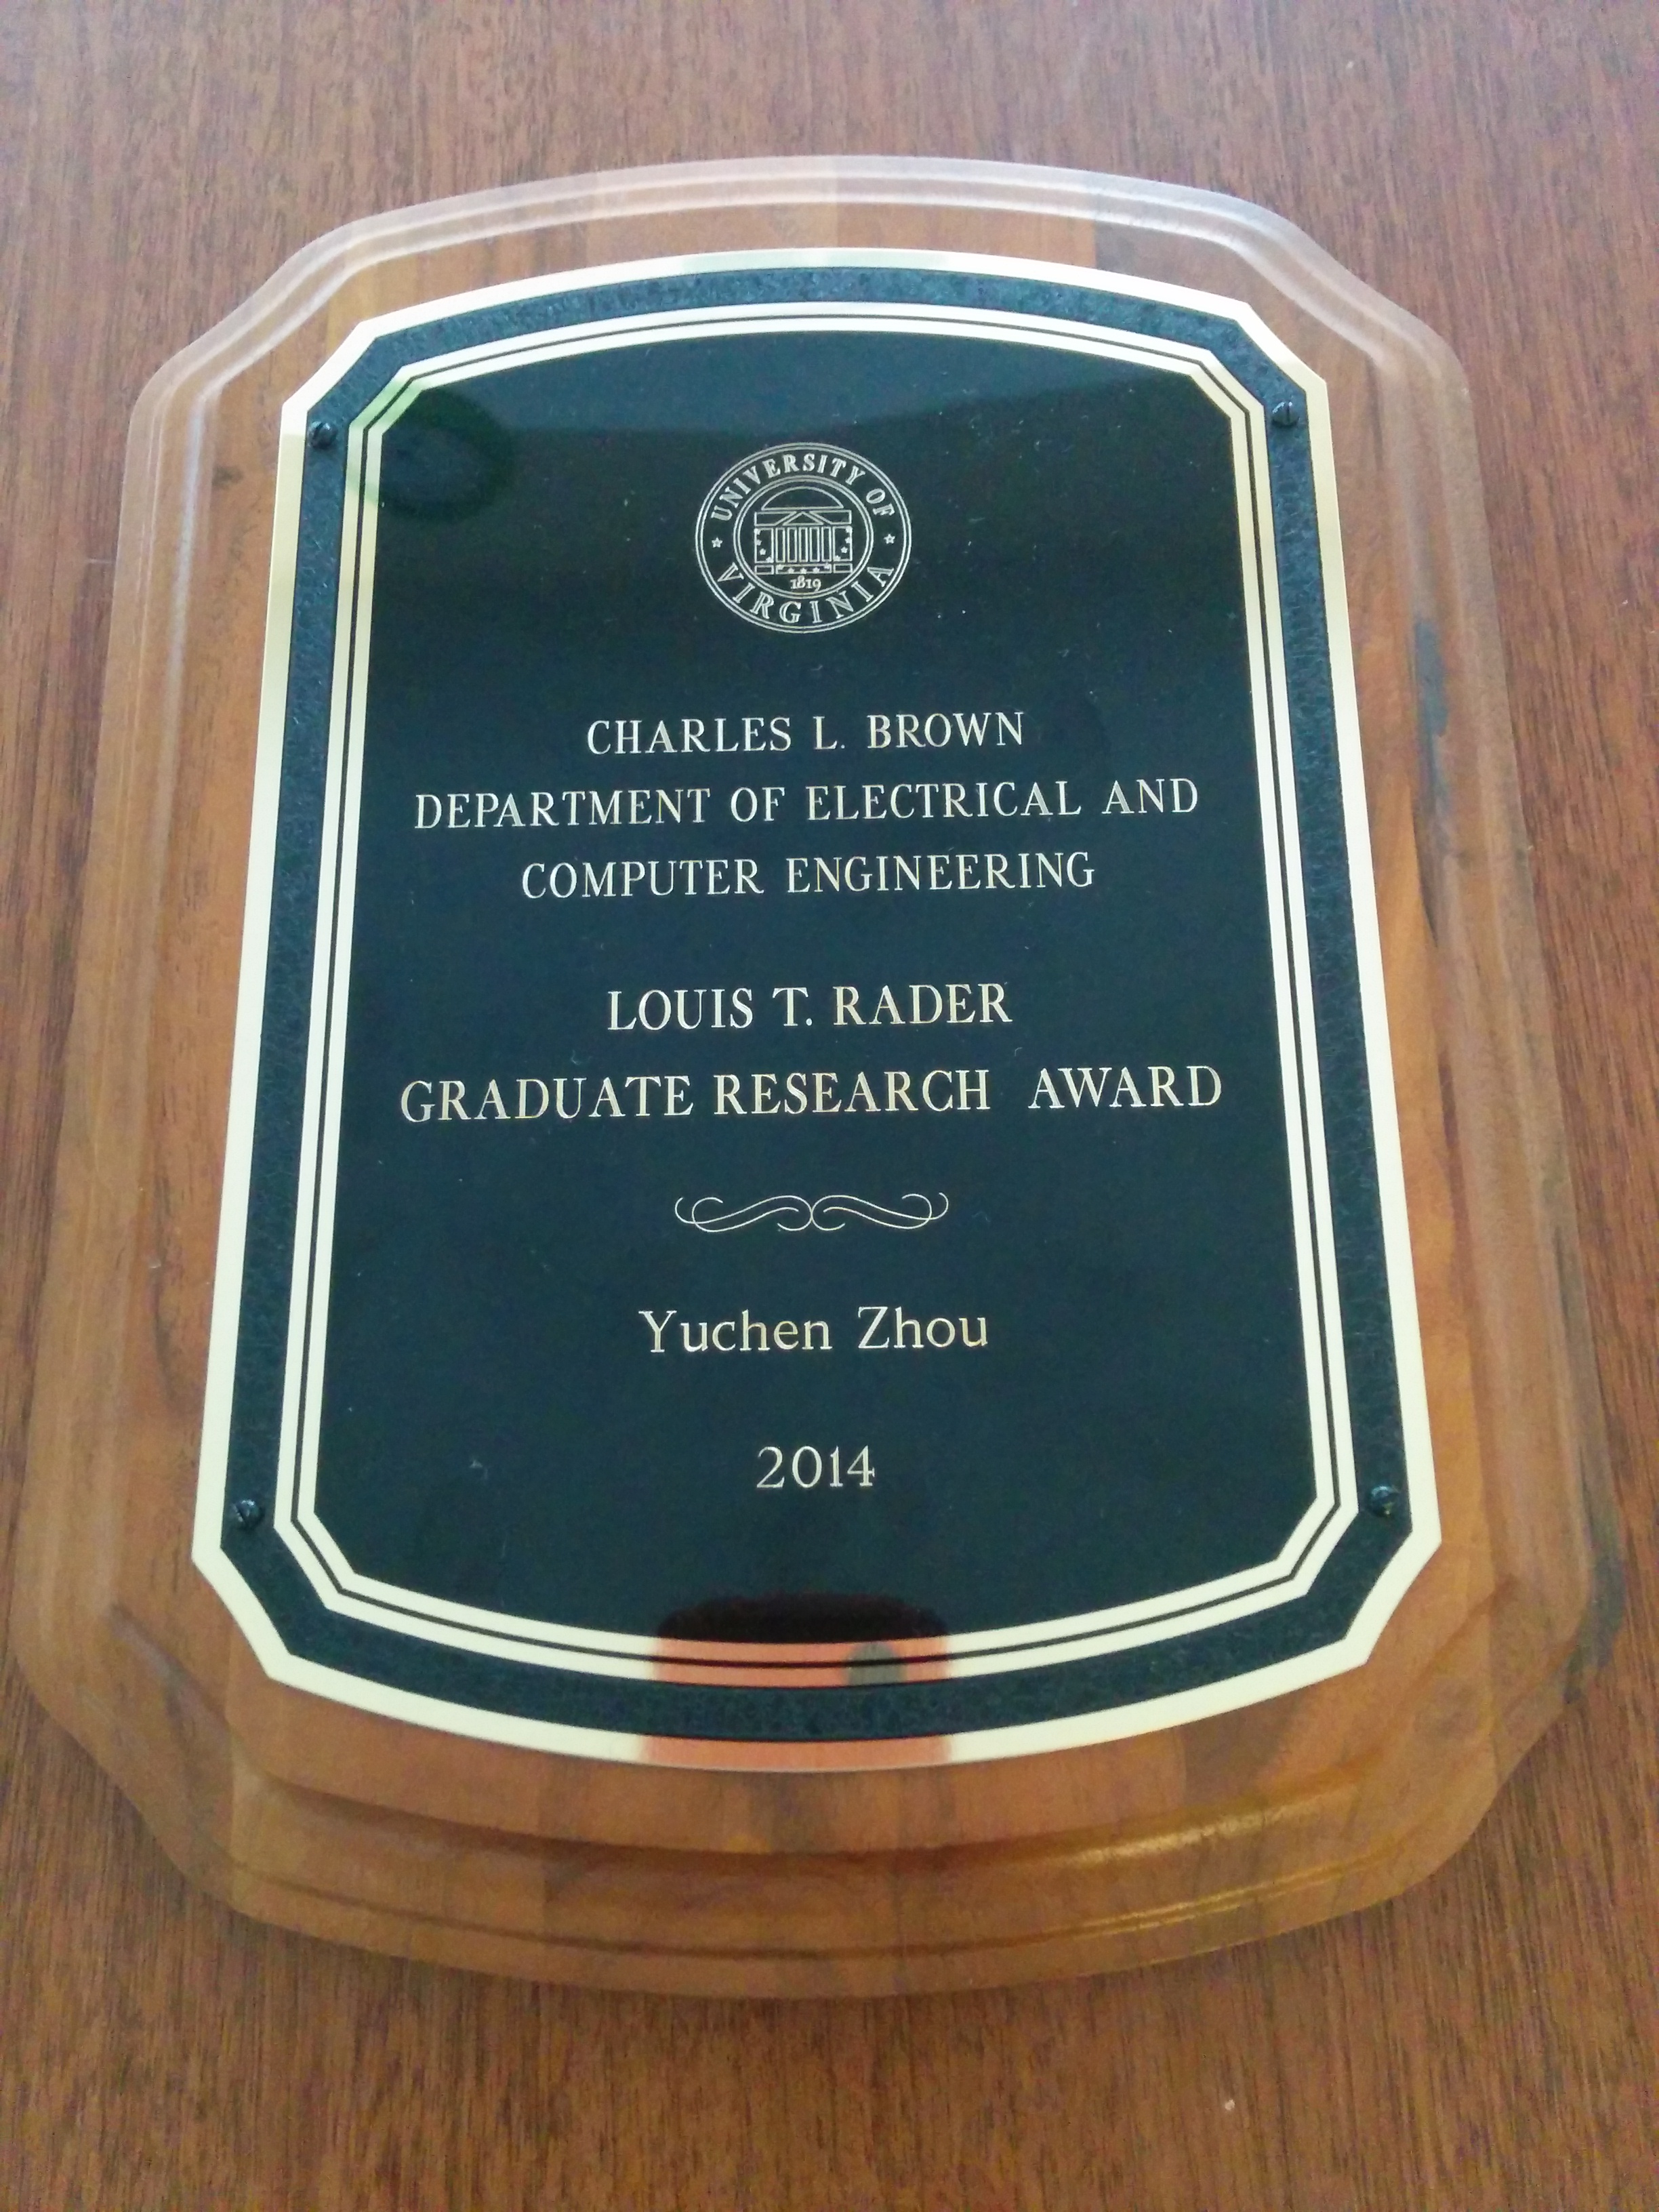 UNIVERSITY OF
VIRGINIA
1819
CHARLES L. BROWN
DEPARTMENT OF ELECTRICAL AND
COMPUTER ENGINEERING
LOUIS T. RADER
GRADUATE RESEARCH AWARD
Yuchen Zhou
2014